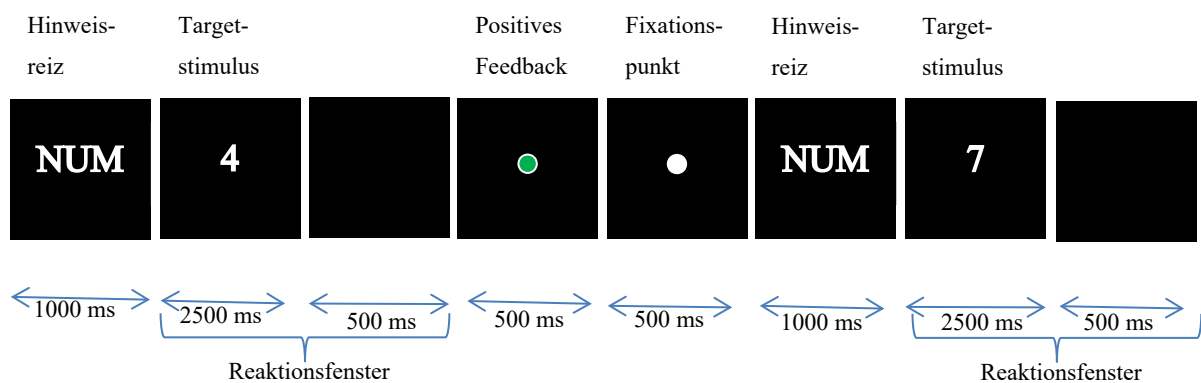 Hinweis-
reiz
Target-
stimulus
Positives
Feedback
Fixations-
punkt
Hinweis-
reiz
Target-
stimulus
NUM
4
NUM
7
1000 ms
2500 ms
500 ms
500 ms
500 ms
1000 ms
2500 ms
500 ms
Reaktionsfenster
Reaktionsfenster